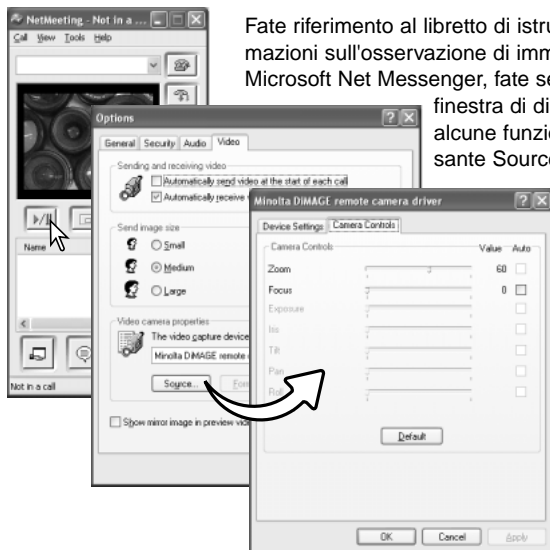 Fate riferimento al libretto di istru
mazioni sull'osservazione di imm
Microsoft Net Messenger, fate se
finestra di di
alcune funzio
sante Source
NetMeeting - Not in a ...
Call View Tools Help
Name
Not in a call
Options
General Security Audio Video
Sending and receiving video
Automatically send video at the start of each call
Automatically receive
Send image size
Small
Medium
Large
Video camera properties
The video capture device
Minolta DiMAGE remote
Source...
Show mirror image in preview vid
Minolta DiMAGE remote camera driver
Device Settings Camera Controls
Camera Controls Value Auto
Zoom 60
Focus 0
Exposure
Iris
Tilt
Pan
Roll
Default
OK Cancel Apply